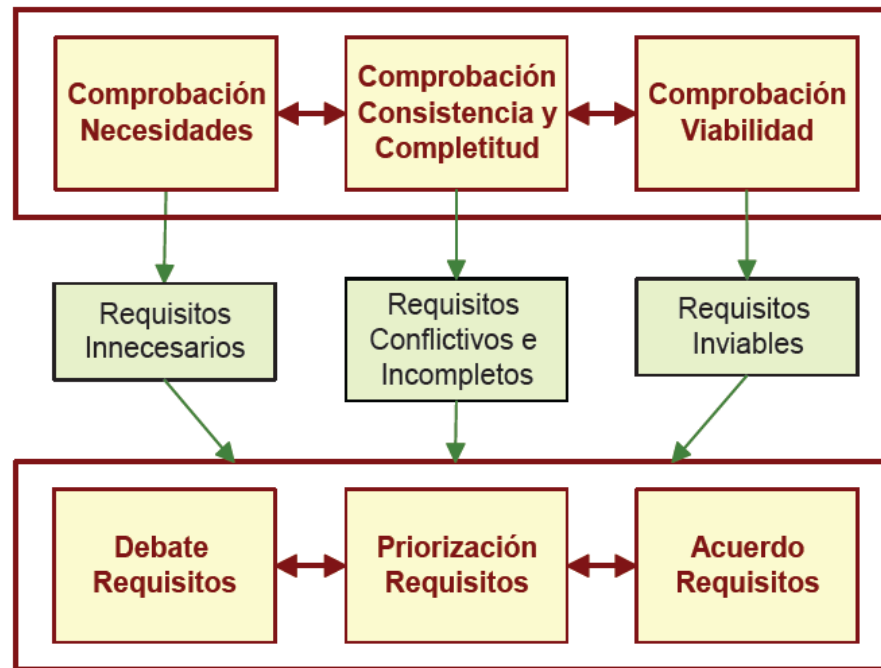 Comprobación
Necesidades
Comprobación
Consistencia y
Completitud
Comprobación
Viabilidad
Requisitos
Innecesarios
Requisitos
Conflictivos e
Incompletos
Requisitos
Inviables
Debate
Requisitos
Priorización
Requisitos
Acuerdo
Requisitos